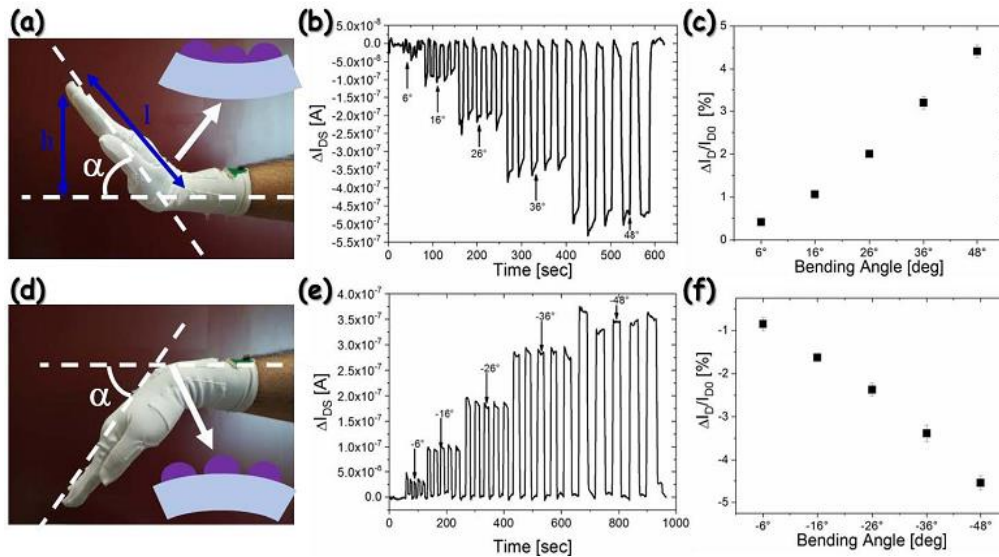 (a)
h
l
α
(b)
ΔI_DS [A]
5.0x10⁻⁸
0.0
-5.0x10⁻⁸
-1.0x10⁻⁷
-1.5x10⁻⁷
-2.0x10⁻⁷
-2.5x10⁻⁷
-3.0x10⁻⁷
-3.5x10⁻⁷
-4.0x10⁻⁷
-4.5x10⁻⁷
-5.0x10⁻⁷
-5.5x10⁻⁷
6°
16°
26°
36°
48°
0 100 200 300 400 500 600
Time [sec]
(c)
ΔI_D/I_D0 [%]
5
4
3
2
1
0
6° 16° 26° 36° 48°
Bending Angle [deg]
(d)
α
(e)
ΔI_DS [A]
4.0x10⁻⁷
3.5x10⁻⁷
3.0x10⁻⁷
2.5x10⁻⁷
2.0x10⁻⁷
1.5x10⁻⁷
1.0x10⁻⁷
5.0x10⁻⁸
0.0
-6°
-16°
-26°
-36°
-48°
0 200 400 600 800 1000
Time [sec]
(f)
ΔI_D/I_D0 [%]
-1
-2
-3
-4
-5
-6° -16° -26° -36° -48°
Bending Angle [deg]